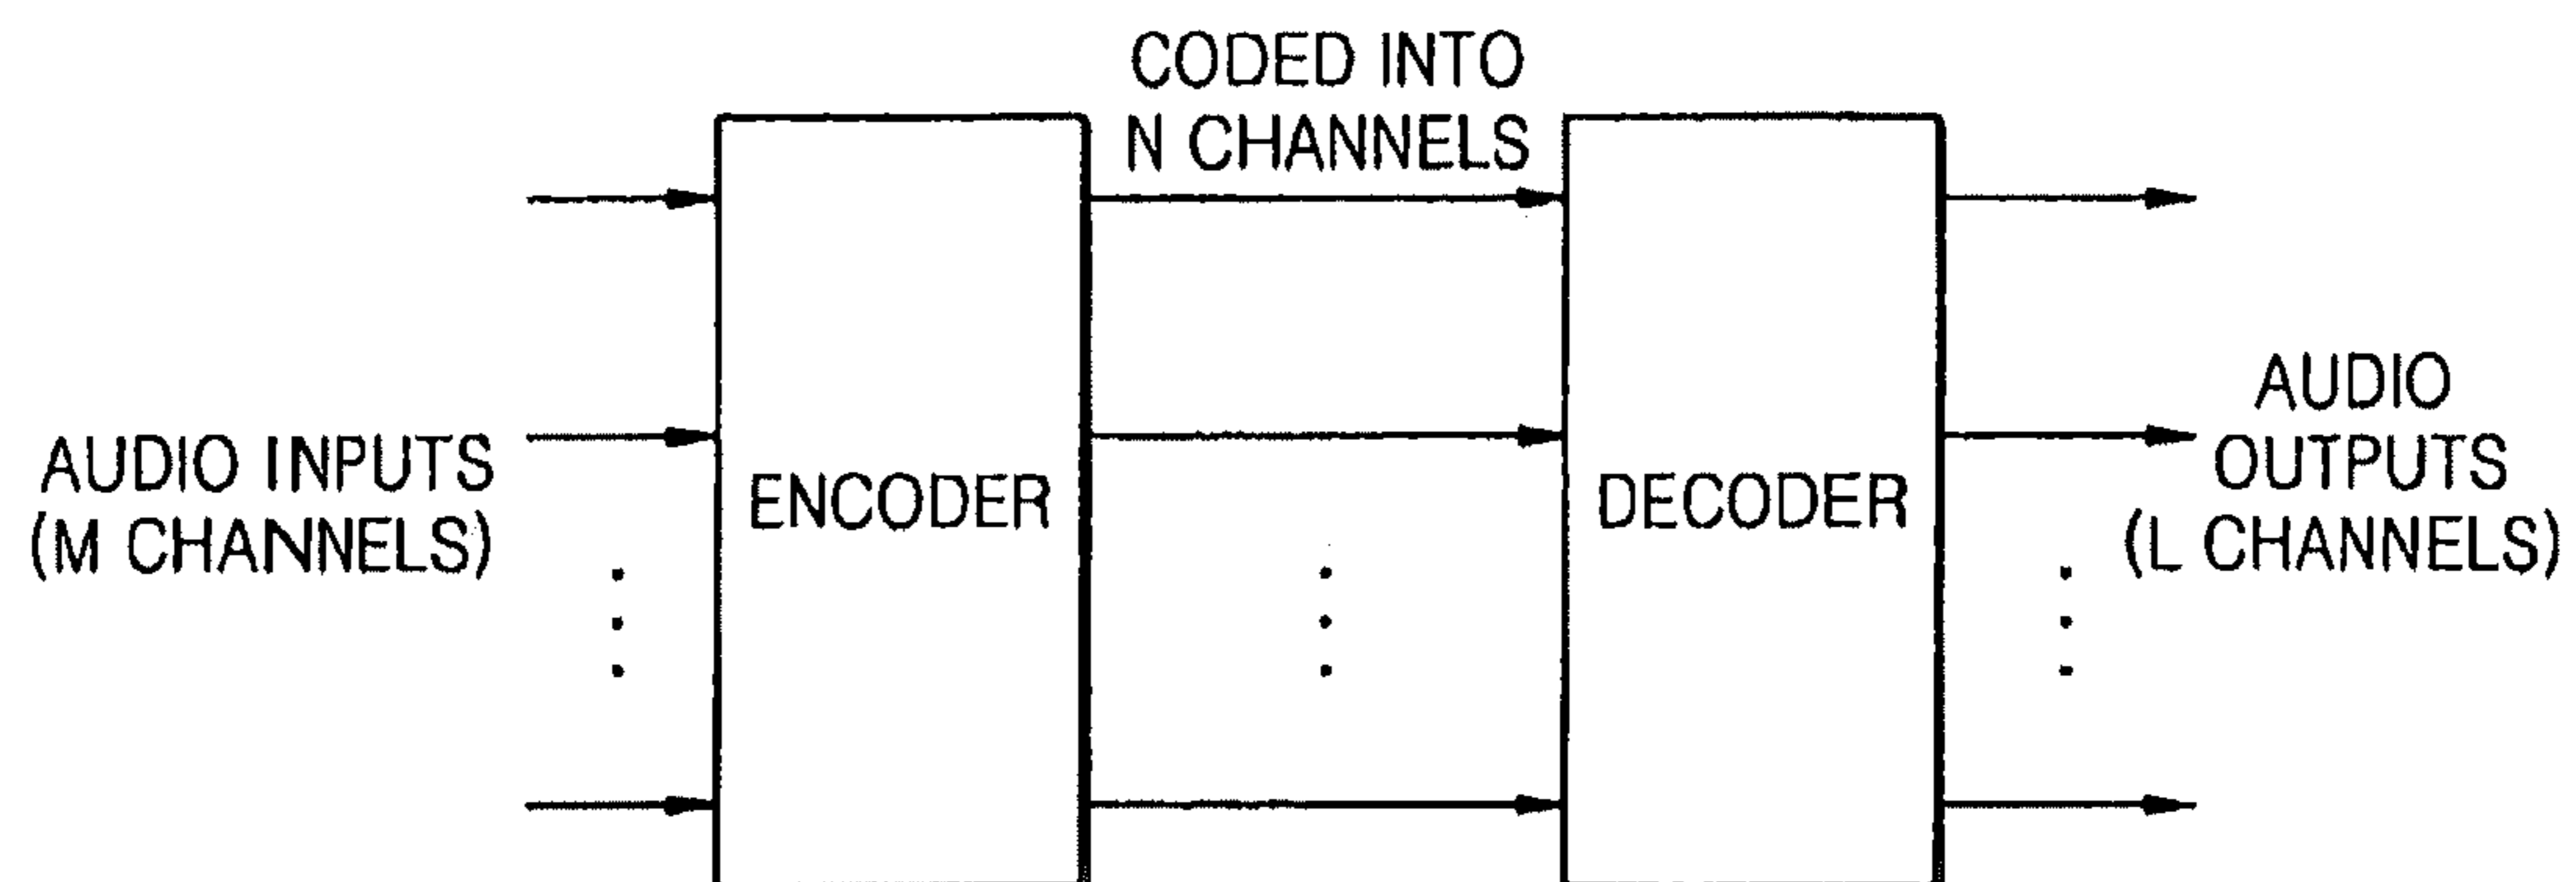 CODED INTO
N CHANNELS
AUDIO INPUTS
(M CHANNELS)
ENCODER
DECODER
AUDIO
OUTPUTS
(L CHANNELS)